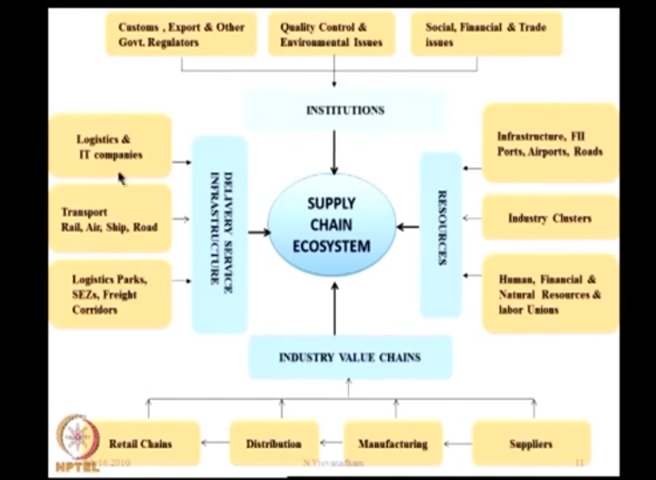 Customs , Export & Other
Govt. Regulators
Quality Control &
Environmental Issues
Social, Financial & Trade
issues
INSTITUTIONS
Logistics &
IT companies
Transport
Rail, Air, Ship, Road
Logistics Parks,
SEZs, Freight
Corridors
DELIVERY SERVICE
INFRASTRUCTURE
SUPPLY
CHAIN
ECOSYSTEM
RESOURCES
Infrastructure, FII
Ports, Airports, Roads
Industry Clusters
Human, Financial &
Natural Resources &
labor Unions
INDUSTRY VALUE CHAINS
Retail Chains
Distribution
Manufacturing
Suppliers
NPTEL
11